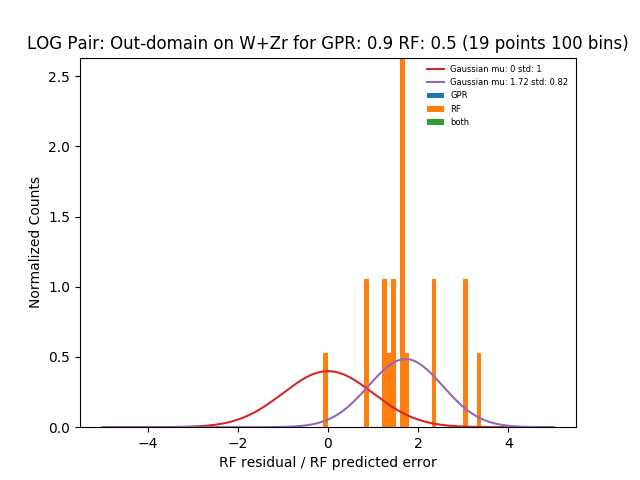 LOG Pair: Out-domain on W+Zr for GPR: 0.9 RF: 0.5 (19 points 100 bins)
Gaussian mu: 0 std: 1
Gaussian mu: 1.72 std: 0.82
GPR
RF
both
Normalized Counts
2.5
2.0
1.5
1.0
0.5
0.0
−4 −2 0 2 4
RF residual / RF predicted error